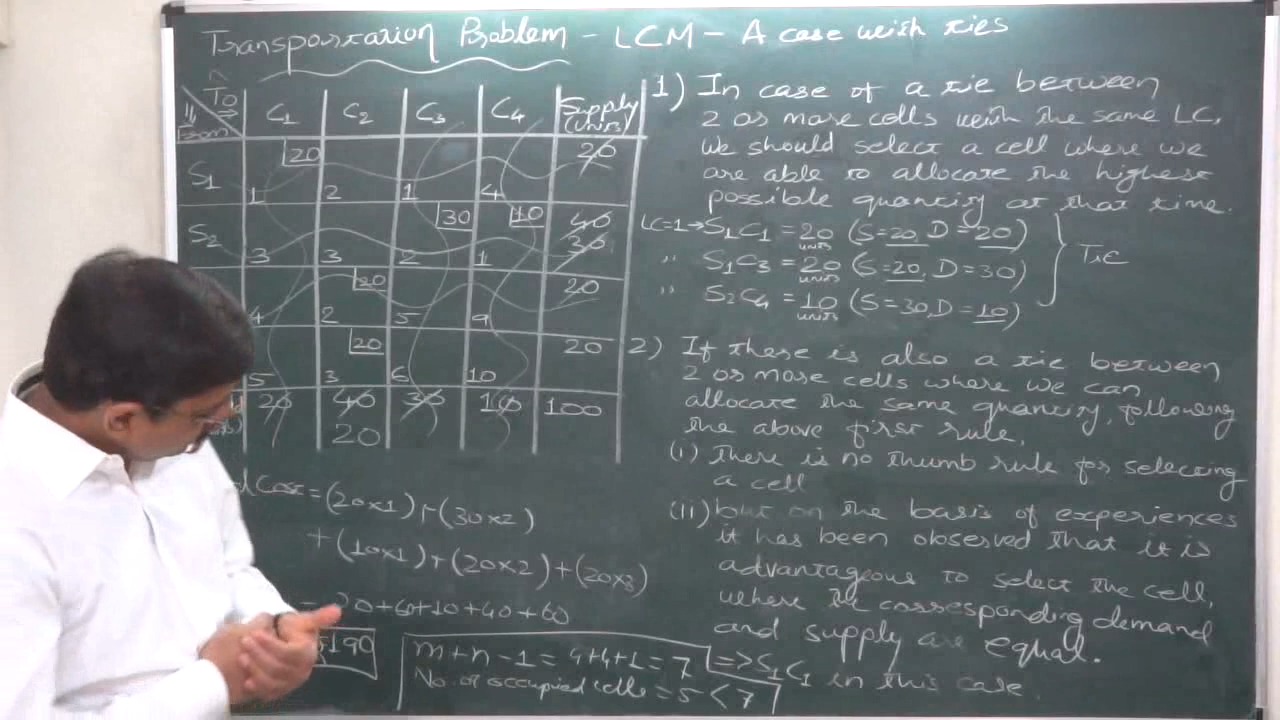 Transportation Problem - LCM - A case with ties
To
From
C1 C2 C3 C4 Supply (Units)
S1 20 20
1 2 1 4
S2 30 10 40
30
3 3 2 1
20 20
4 2 5 9
20 20
5 3 6 10
20 40 30 10 100
20
Cost = (20x1)+(30x2)
+(10x1)+(20x2)+(20x3)
20+60+10+40+60
190
m+n-1=4+4+1=7
No. of occupied cells=5<7
1) In case of a tie between
2 or more cells with the same LC,
we should select a cell where we
are able to allocate the highest
possible quantity at that time.
LC=1→S1C1 = 20 units (S=20, D=20)
" S1C3 = 20 units (S=20, D=30)
" S2C4 = 10 units (S=30, D=10)
Tie
2) If there is also a tie between
2 or more cells where we can
allocate the same quantity, following
the above first rule,
(i) there is no thumb rule for selecting
a cell
(ii) but on the basis of experiences
it has been observed that it is
advantageous to select the cell,
where the corresponding demand
and supply are equal.
=>S1C1 in this case.